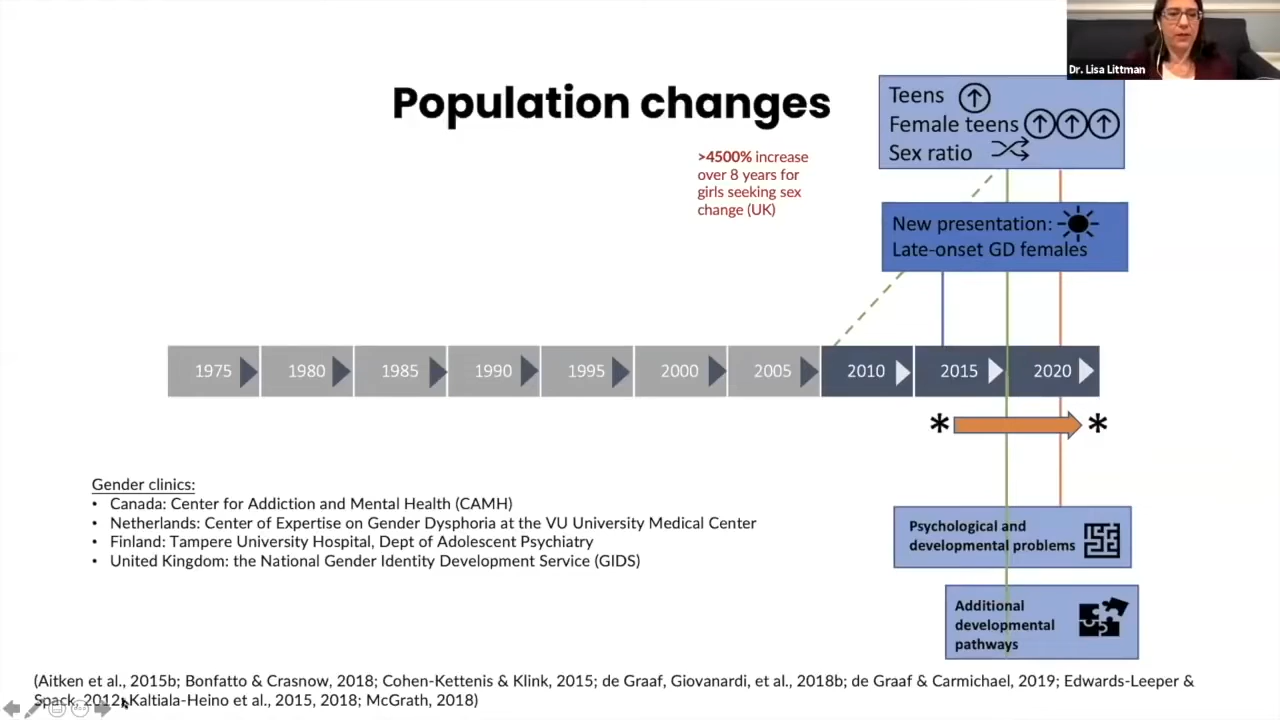 Dr. Lisa Littman
Population changes
Teens
Female teens
Sex ratio
>4500% increase
over 8 years for
girls seeking sex
change (UK)
New presentation:
Late-onset GD females
1975 1980 1985 1990 1995 2000 2005 2010 2015 2020
* *
Gender clinics:
• Canada: Center for Addiction and Mental Health (CAMH)
• Netherlands: Center of Expertise on Gender Dysphoria at the VU University Medical Center
• Finland: Tampere University Hospital, Dept of Adolescent Psychiatry
• United Kingdom: the National Gender Identity Development Service (GIDS)
Psychological and
developmental problems
Additional
developmental
pathways
(Aitken et al., 2015b; Bonfatto & Crasnow, 2018; Cohen-Kettenis & Klink, 2015; de Graaf, Giovanardi, et al., 2018b; de Graaf & Carmichael, 2019; Edwards-Leeper &
Spack, 2012; Kaltiala-Heino et al., 2015, 2018; McGrath, 2018)